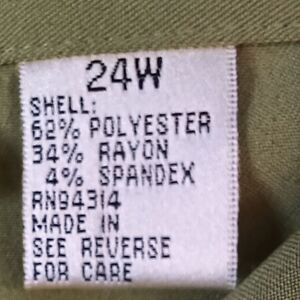 24W
SHELL:
62% POLYESTER
34% RAYON
4% SPANDEX
RN94314
MADE IN
SEE REVERSE
FOR CARE